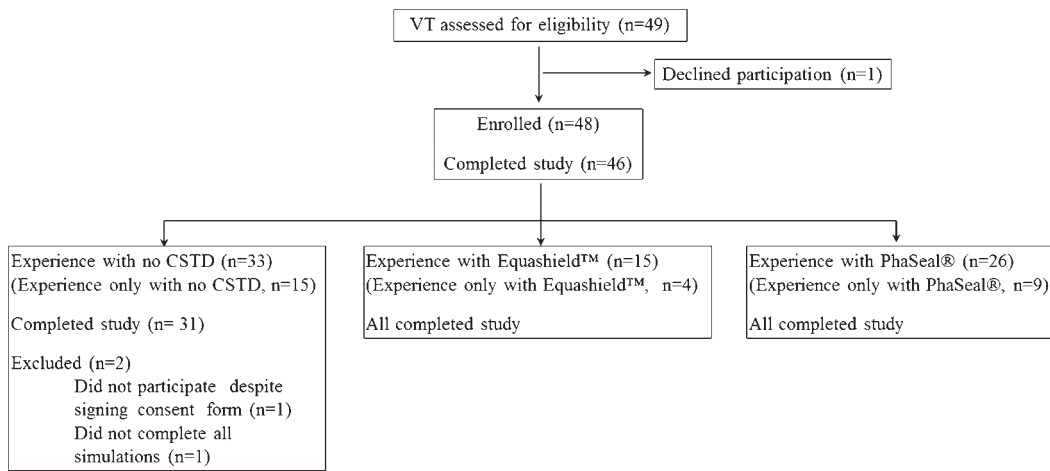 VT assessed for eligibility (n=49)
Declined participation (n=1)
Enrolled (n=48)
Completed study (n=46)
Experience with no CSTD (n=33)
(Experience only with no CSTD, n=15)
Completed study (n= 31)
Excluded (n=2)
Did not participate despite
signing consent form (n=1)
Did not complete all
simulations (n=1)
Experience with Equashield™ (n=15)
(Experience only with Equashield™, n=4)
All completed study
Experience with PhaSeal® (n=26)
(Experience only with PhaSeal®, n=9)
All completed study